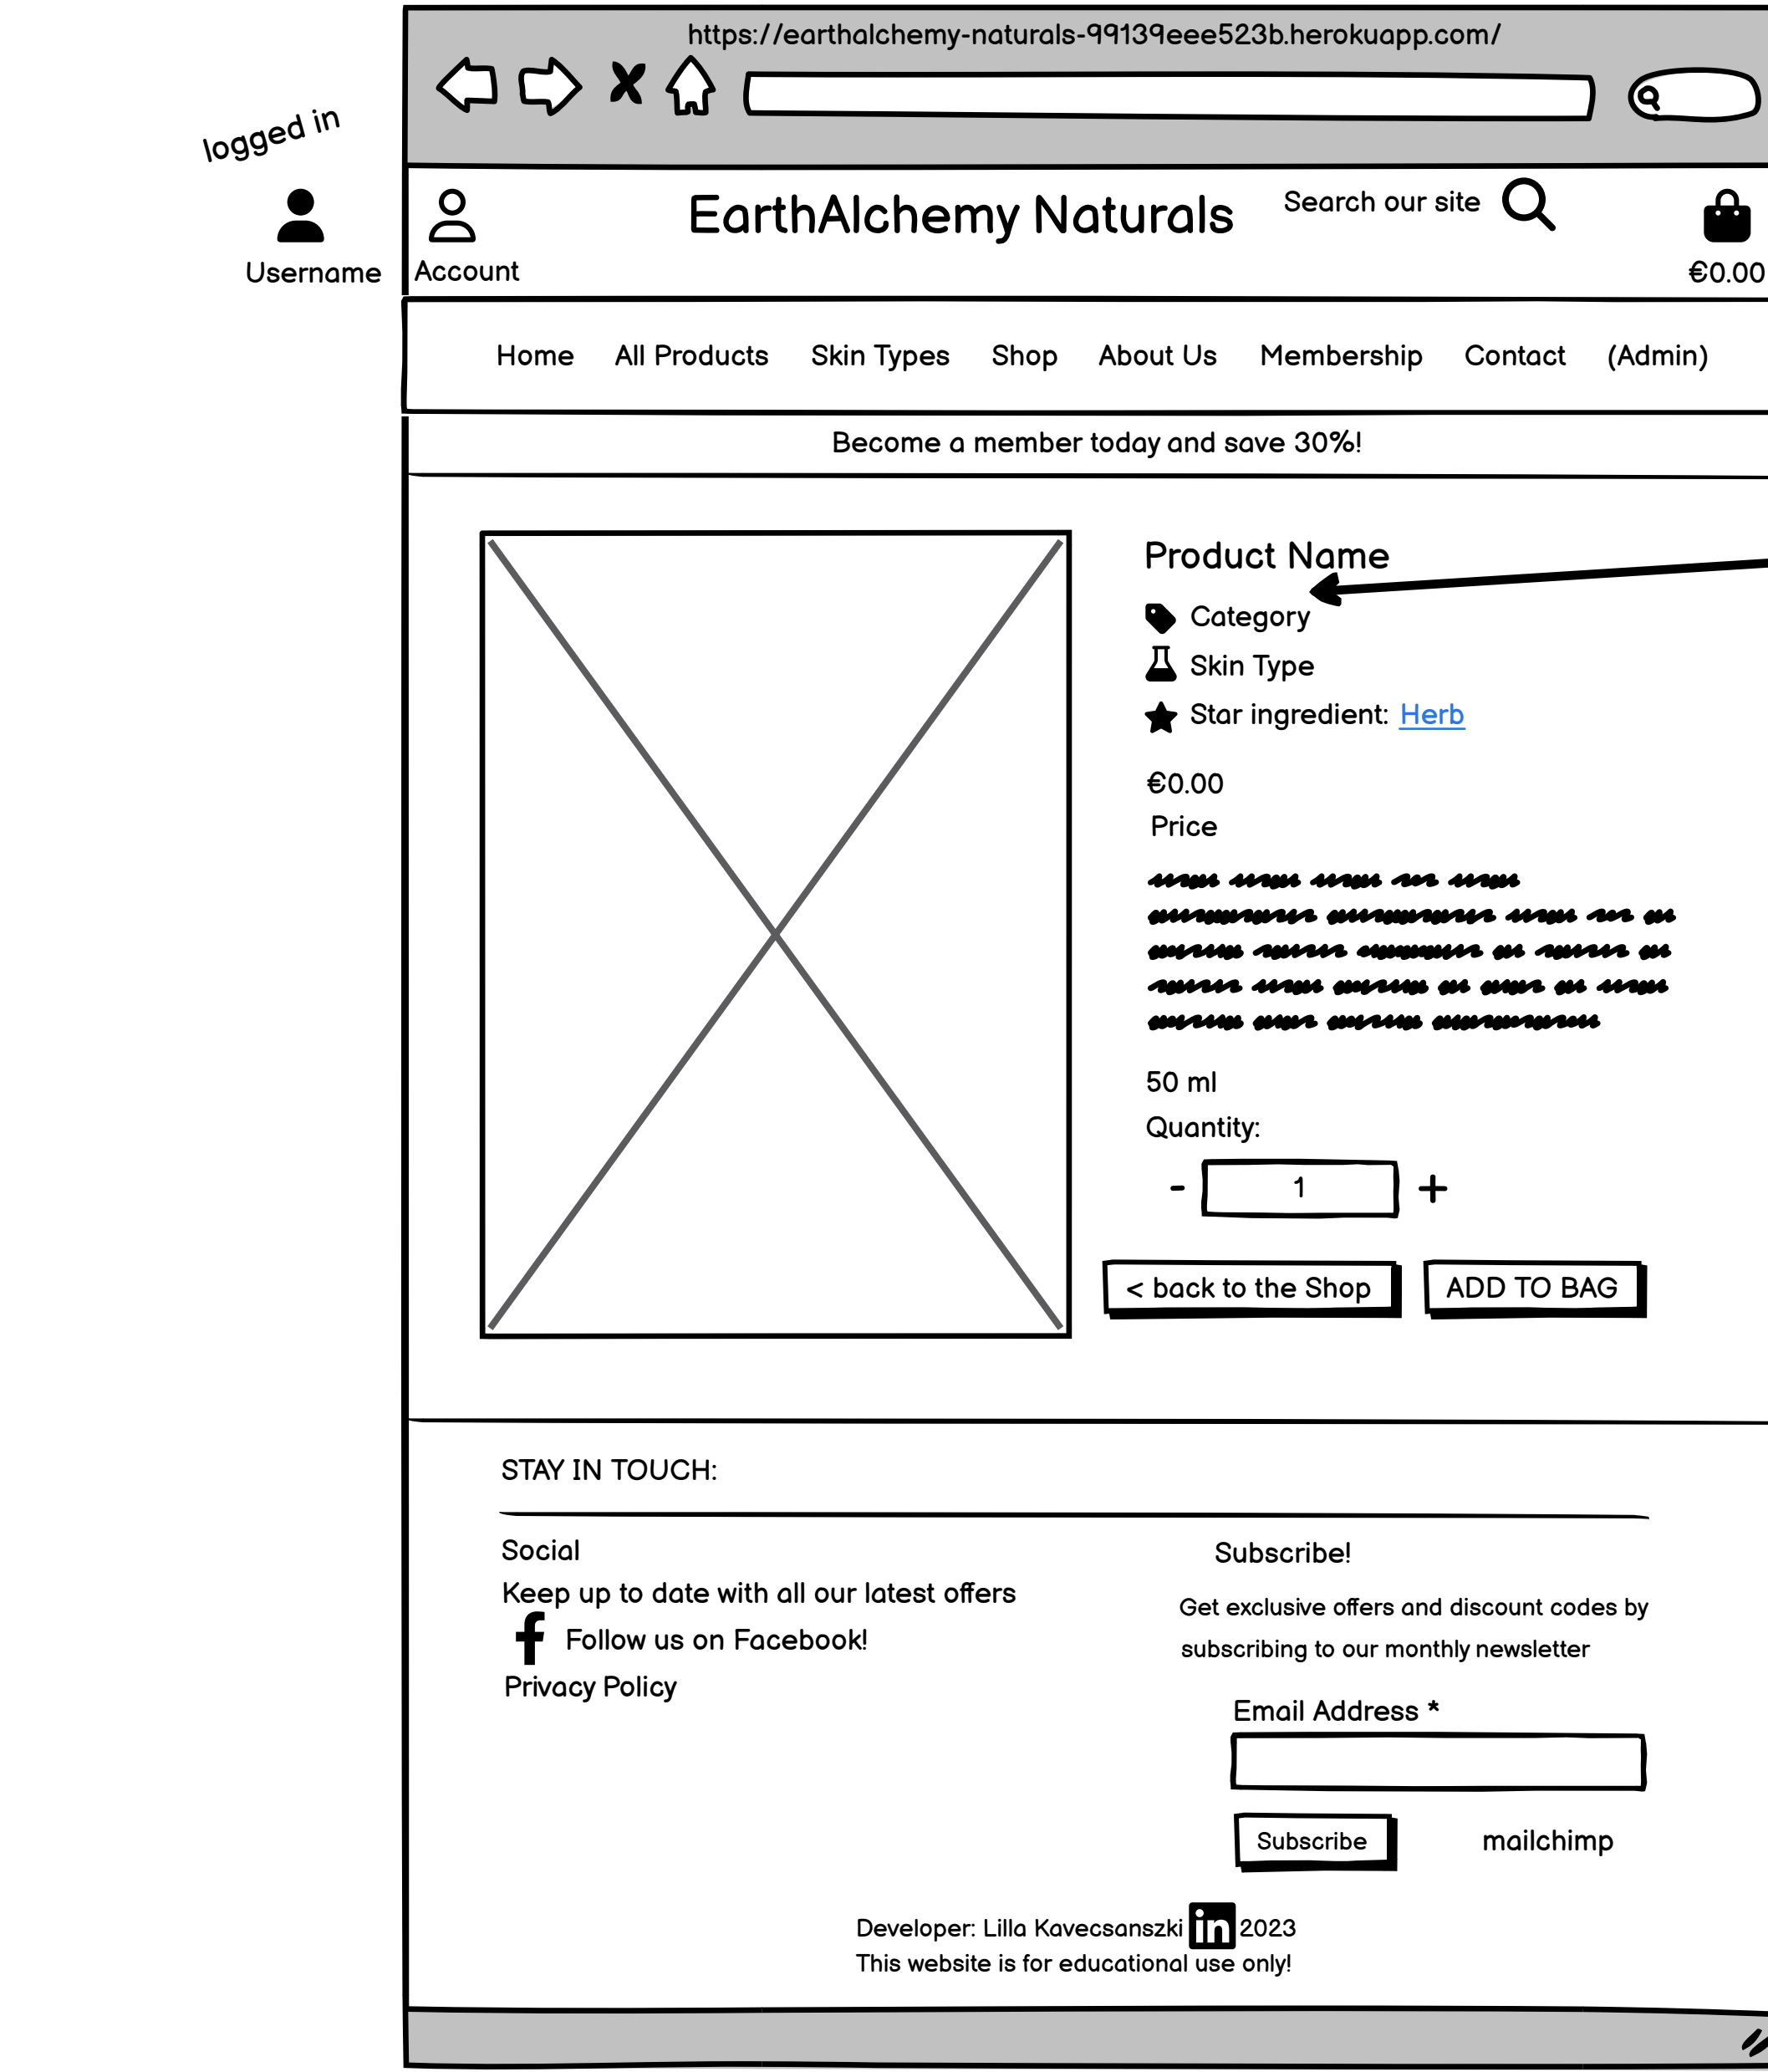 https://earthalchemy-naturals-99139eee523b.herokuapp.com/
logged in
Username
Account
EarthAlchemy Naturals
Search our site
€0.00
Home All Products Skin Types Shop About Us Membership Contact (Admin)
Become a member today and save 30%!
Product Name
Category
Skin Type
Star ingredient: Herb
€0.00
Price
50 ml
Quantity:
- 1 +
< back to the Shop ADD TO BAG
STAY IN TOUCH:
Social
Keep up to date with all our latest offers
Follow us on Facebook!
Privacy Policy
Subscribe!
Get exclusive offers and discount codes by
subscribing to our monthly newsletter
Email Address *
Subscribe mailchimp
Developer: Lilla Kavecsanszki in 2023
This website is for educational use only!